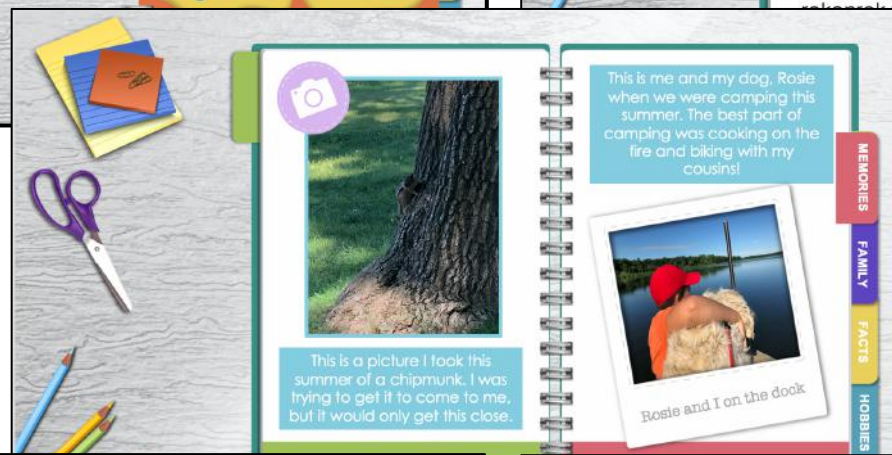 This is a picture I took this
summer of a chipmunk. I was
trying to get it to come to me,
but it would only get this close.
This is me and my dog, Rosie
when we were camping this
summer. The best part of
camping was cooking on the
fire and biking with my
cousins!
Rosie and I on the dock
MEMORIES
FAMILY
FACTS
HOBBIES